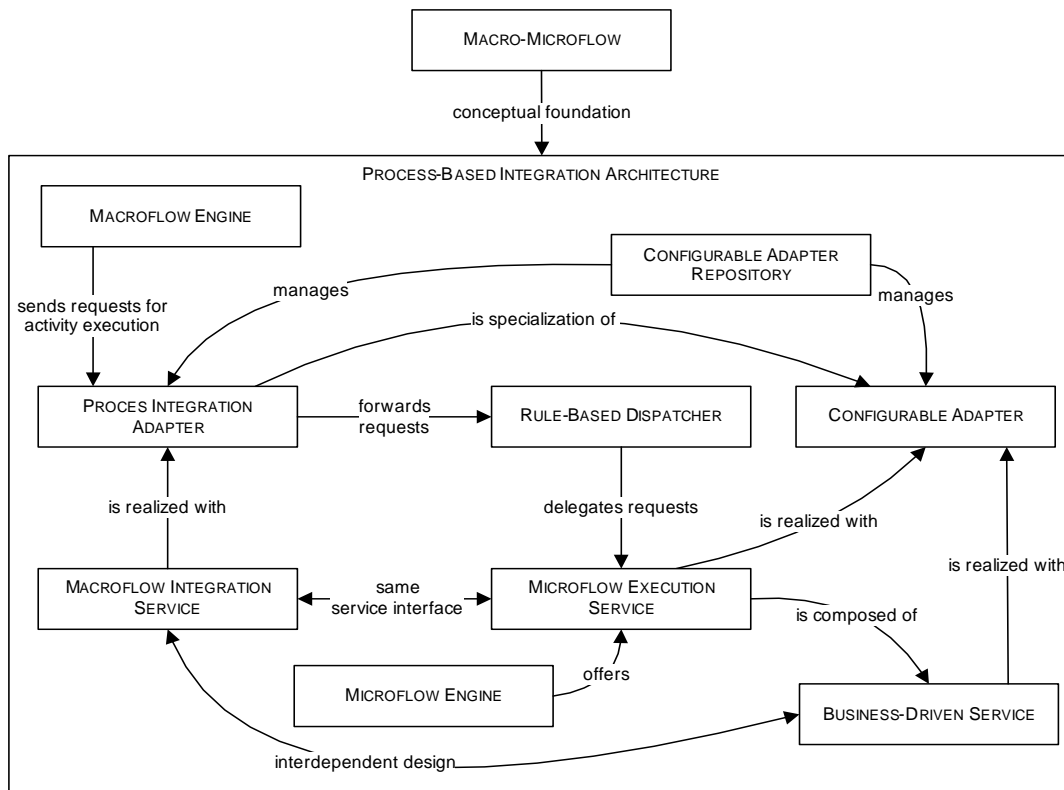 MACRO-MICROFLOW
conceptual foundation
PROCESS-BASED INTEGRATION ARCHITECTURE
MACROFLOW ENGINE
CONFIGURABLE ADAPTER
REPOSITORY
manages
manages
sends requests for
activity execution
is specialization of
PROCES INTEGRATION
ADAPTER
forwards
requests
RULE-BASED DISPATCHER
CONFIGURABLE ADAPTER
is realized with
delegates requests
is realized with
is realized with
MACROFLOW INTEGRATION
SERVICE
same
service interface
MICROFLOW EXECUTION
SERVICE
is composed of
MICROFLOW ENGINE
offers
BUSINESS-DRIVEN SERVICE
interdependent design